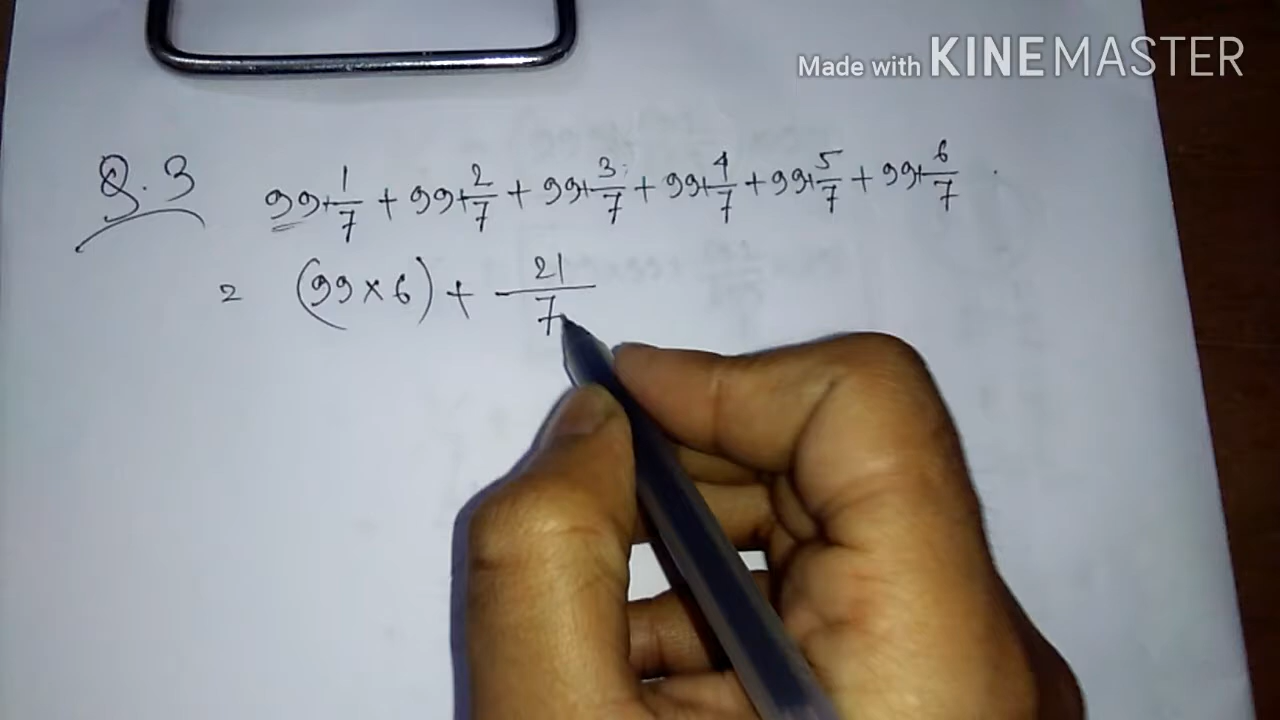 Made with KINEMASTER
Q.3 99+1/7 + 99+2/7 + 99+3/7 + 99+4/7 + 99+5/7 + 99+6/7
= (99×6) + 21/7